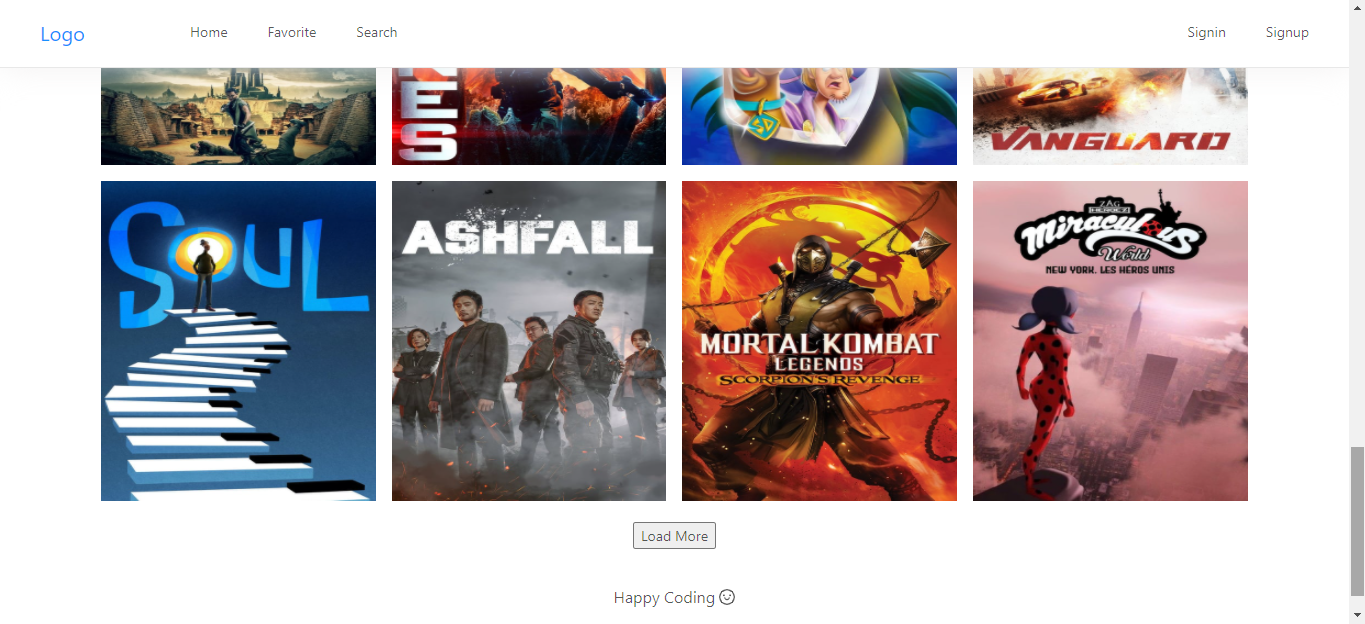 Logo Home Favorite Search Signin Signup
ES
SD
VANGUARD
SOUL
ASHFALL
MORTAL KOMBAT
LEGENDS
SCORPION'S REVENGE
ZAG
HEROEZ
Miraculous
World
NEW YORK, LES HÉROS UNIS
Load More
Happy Coding